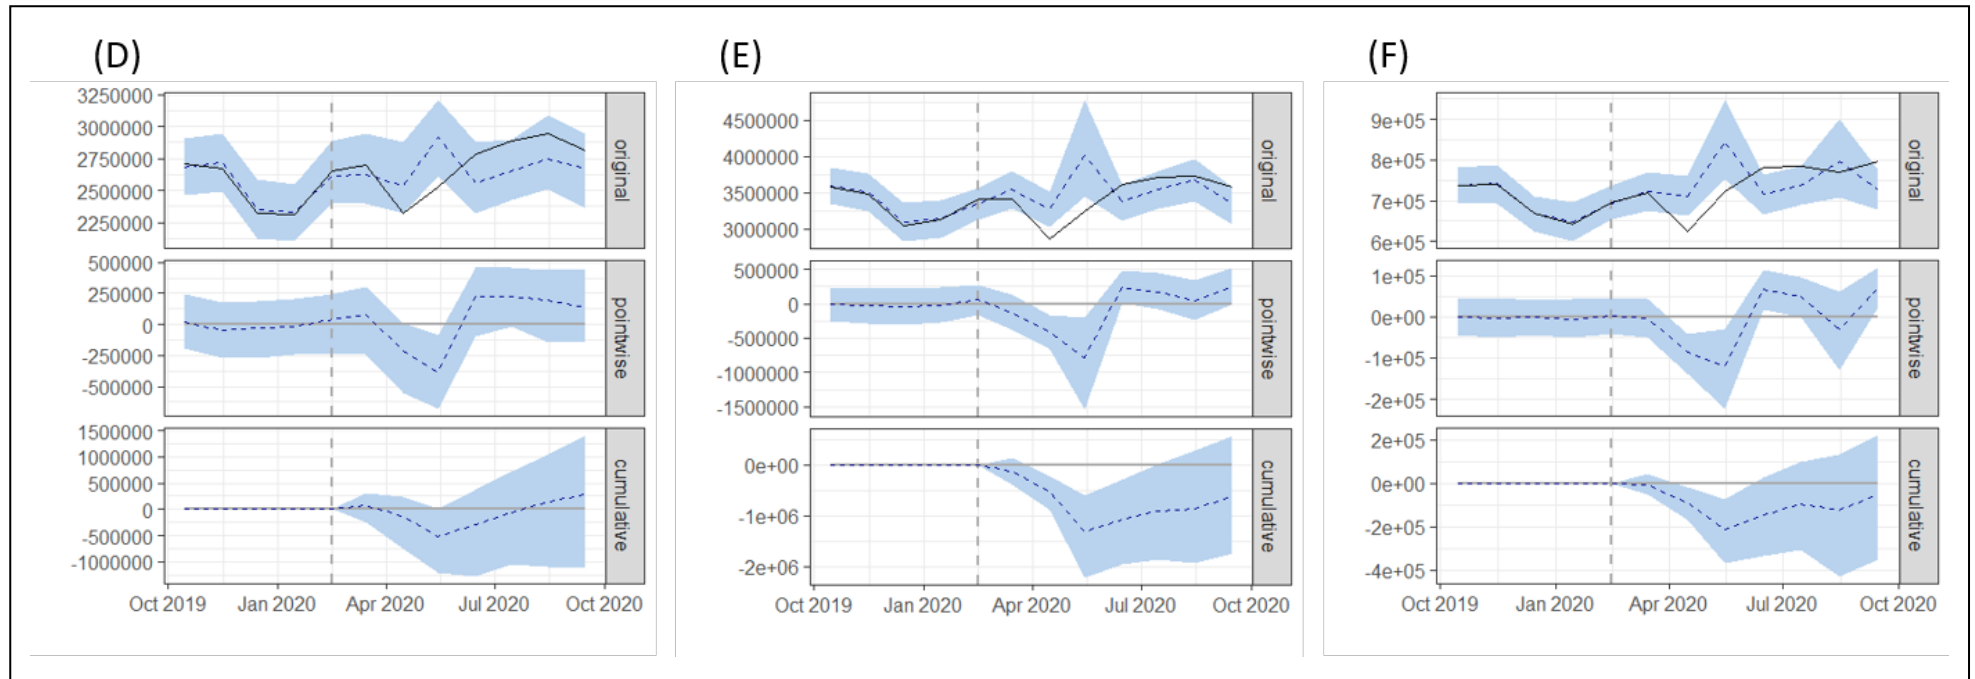 (D)
3250000
3000000
2750000
2500000
2250000
original
500000
250000
0
-250000
-500000
pointwise
1500000
1000000
500000
0
-500000
-1000000
cumulative
Oct 2019 Jan 2020 Apr 2020 Jul 2020 Oct 2020
(E)
4500000
4000000
3500000
3000000
original
500000
0
-500000
-1000000
-1500000
pointwise
0e+00
-1e+06
-2e+06
cumulative
Oct 2019 Jan 2020 Apr 2020 Jul 2020 Oct 2020
(F)
9e+05
8e+05
7e+05
6e+05
original
1e+05
0e+00
-1e+05
-2e+05
pointwise
2e+05
0e+00
-2e+05
-4e+05
cumulative
Oct 2019 Jan 2020 Apr 2020 Jul 2020 Oct 2020